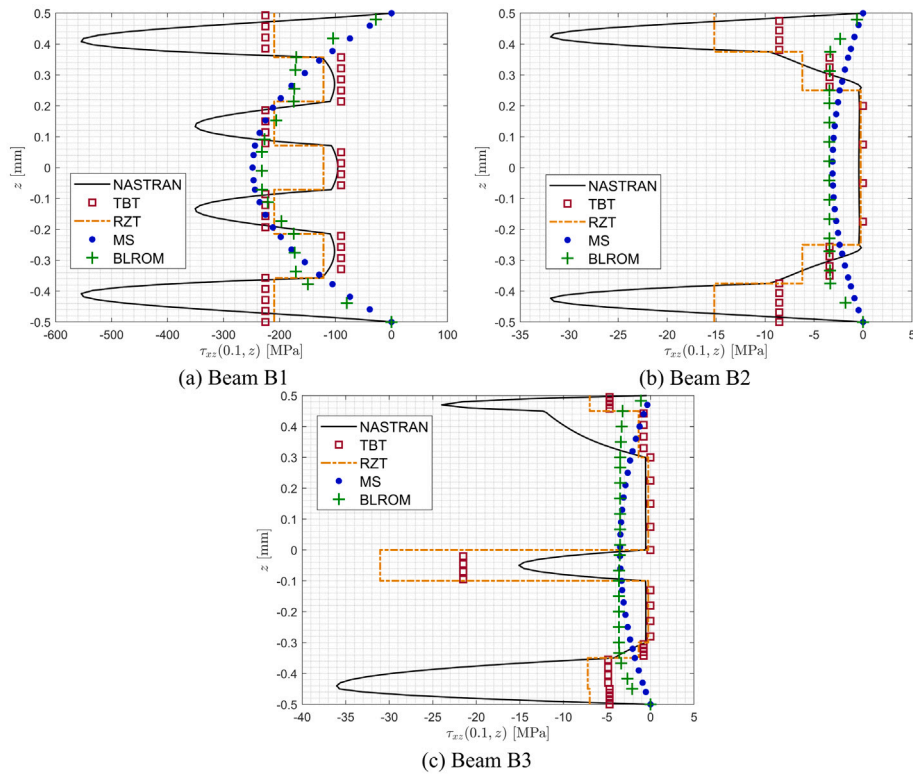 0.5
0.4
0.3
0.2
0.1
0
-0.1
-0.2
-0.3
-0.4
-0.5
z [mm]
NASTRAN
TBT
RZT
MS
BLROM
-600 -500 -400 -300 -200 -100 0 100
τxz(0.1, z) [MPa]
(a) Beam B1
0.5
0.4
0.3
0.2
0.1
0
-0.1
-0.2
-0.3
-0.4
-0.5
z [mm]
NASTRAN
TBT
RZT
MS
BLROM
-35 -30 -25 -20 -15 -10 -5 0 5
τxz(0.1, z) [MPa]
(b) Beam B2
0.5
0.4
0.3
0.2
0.1
0
-0.1
-0.2
-0.3
-0.4
-0.5
z [mm]
NASTRAN
TBT
RZT
MS
BLROM
-40 -35 -30 -25 -20 -15 -10 -5 0 5
τxz(0.1, z) [MPa]
(c) Beam B3